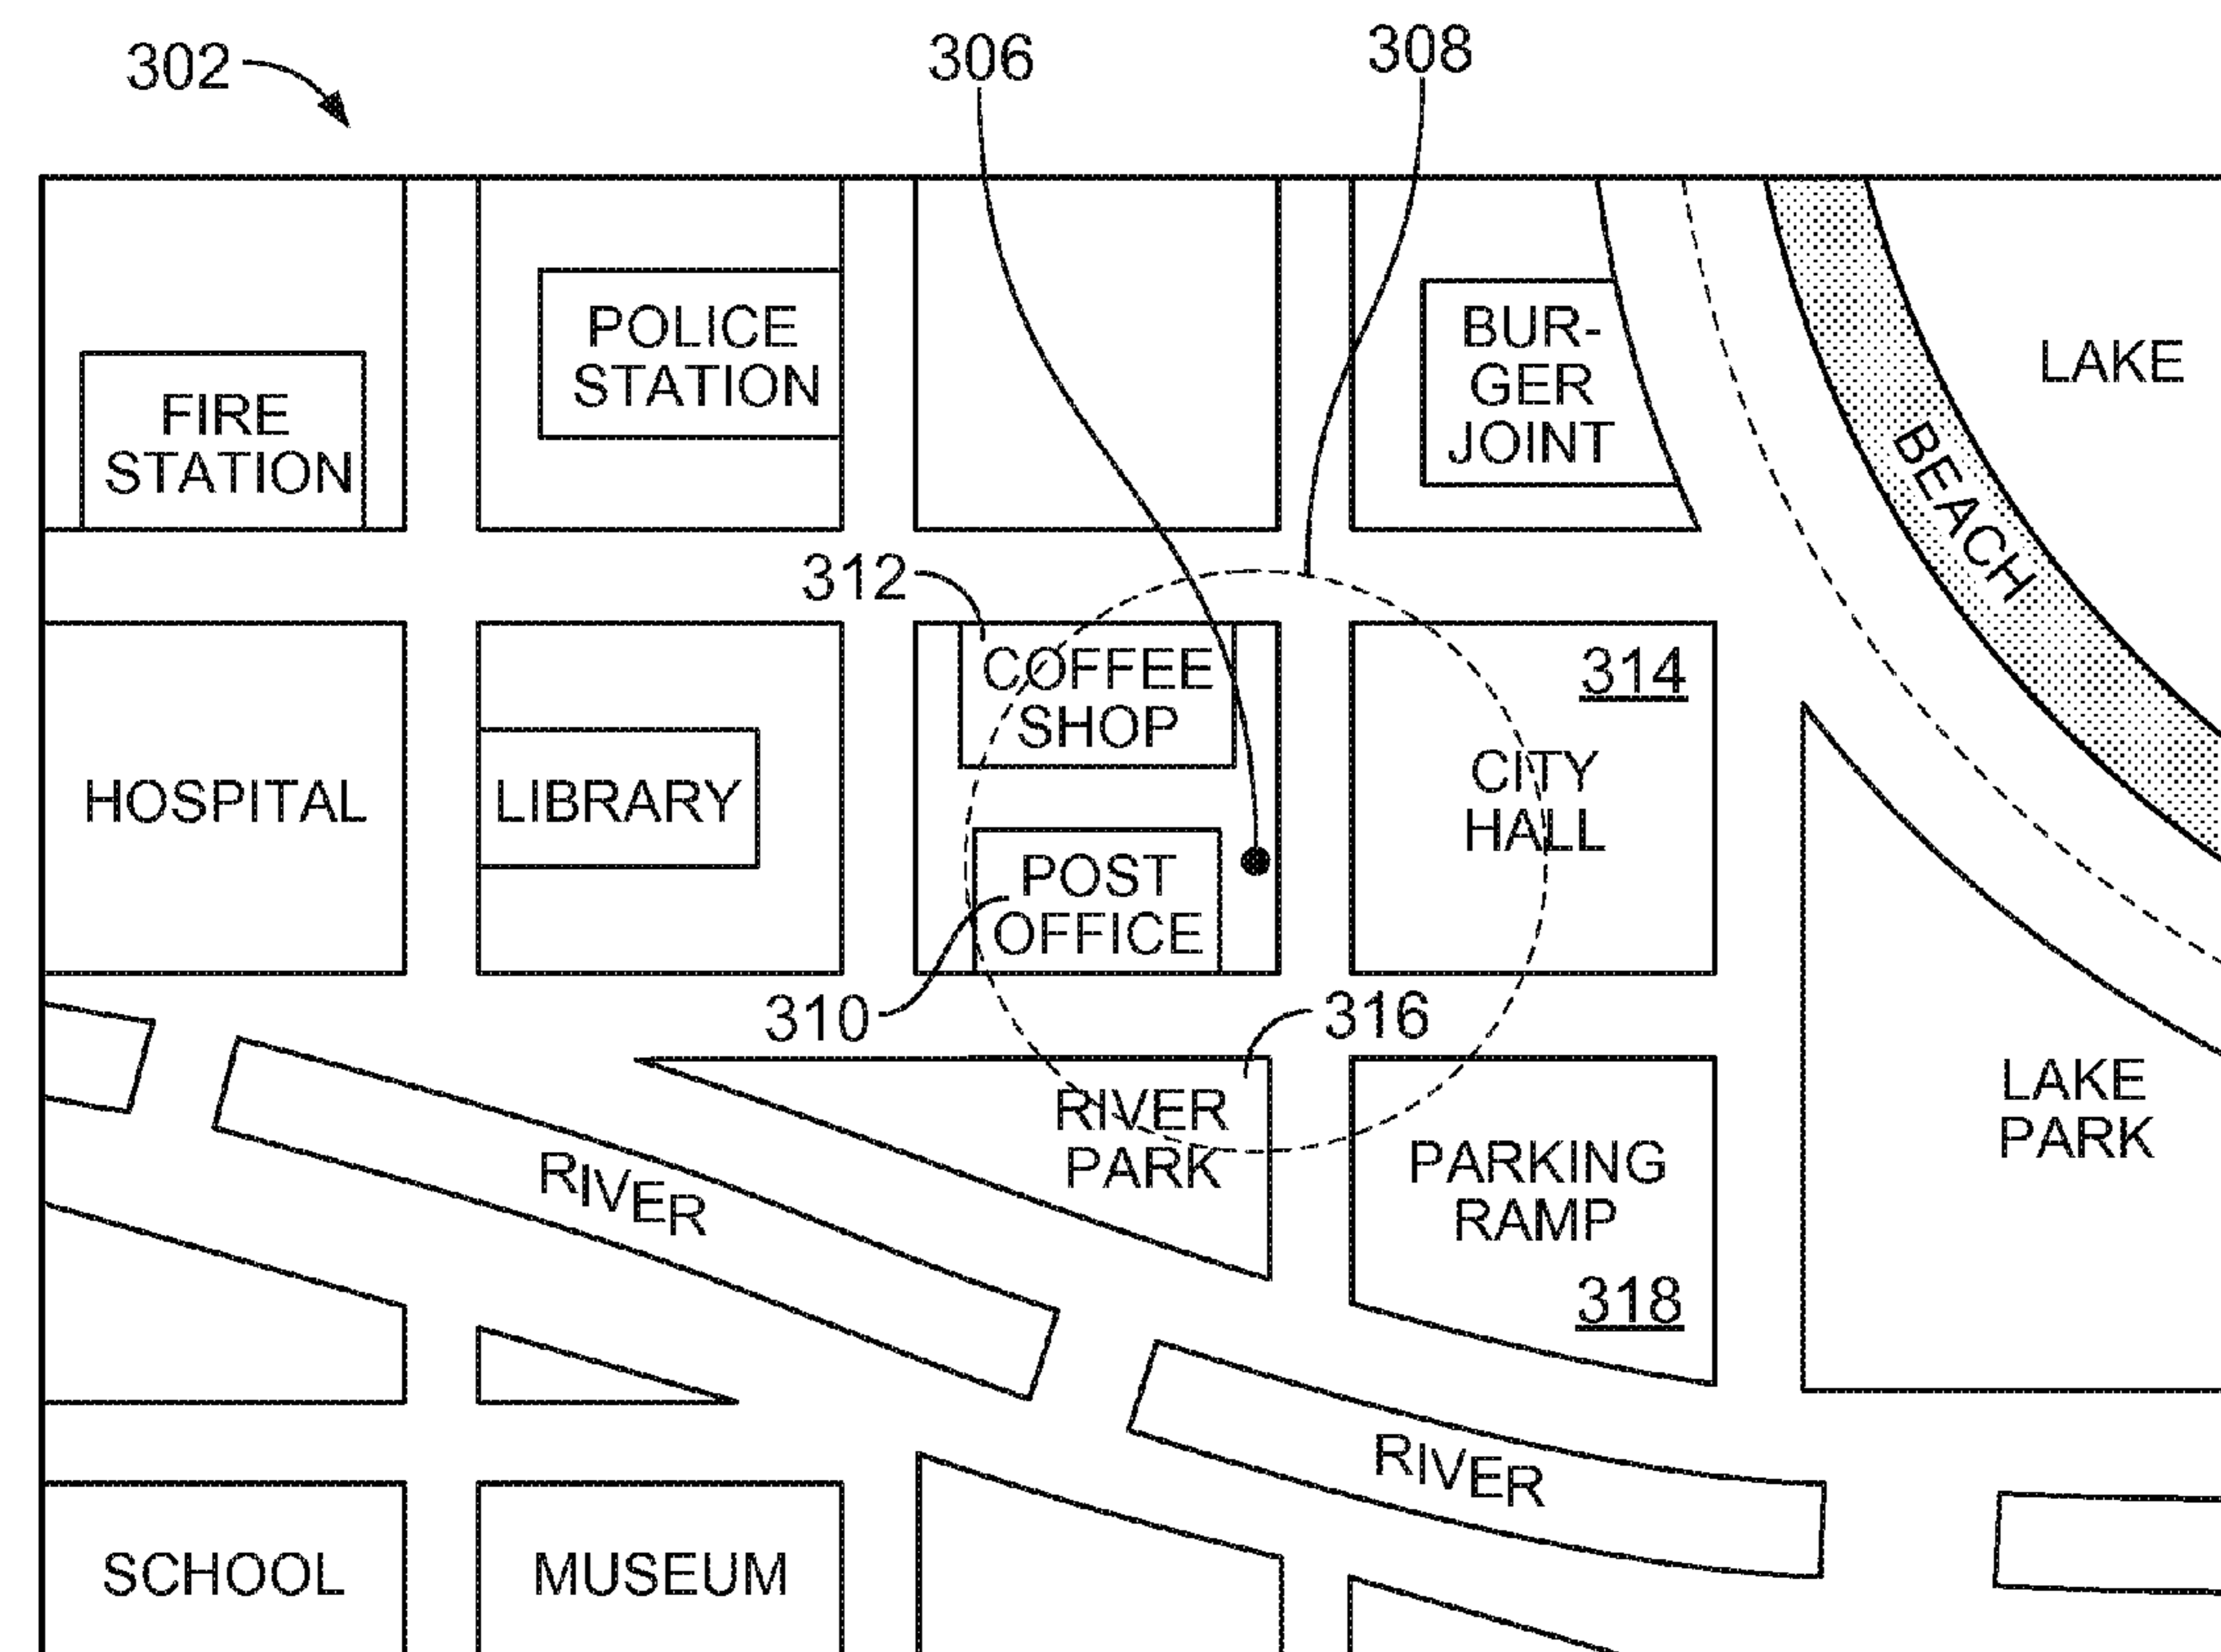 302
306
308
POLICE
STATION
BUR-
GER
JOINT
LAKE
FIRE
STATION
BEACH
312
COFFEE
SHOP
314
HOSPITAL
LIBRARY
CITY
HALL
POST
OFFICE
310
316
RIVER
PARK
LAKE
PARK
RIVER
PARKING
RAMP
318
RIVER
SCHOOL
MUSEUM